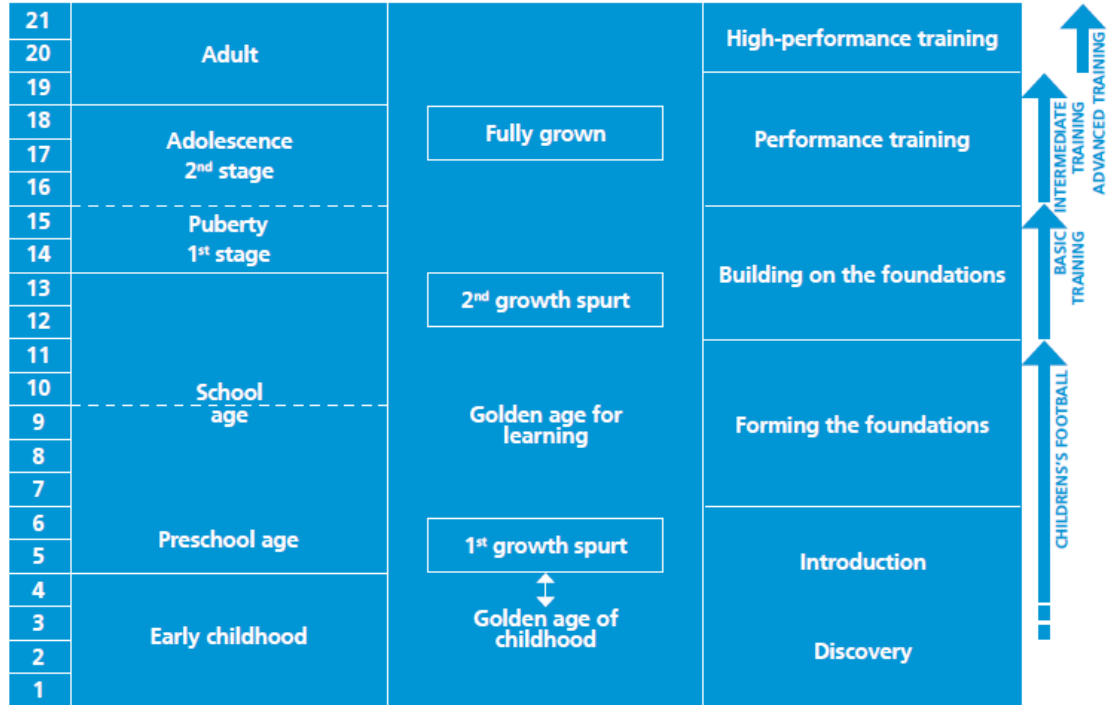 21
20
19
18
17
16
15
14
13
12
11
10
9
8
7
6
5
4
3
2
1
Adult
Adolescence
2nd stage
Puberty
1st stage
School
age
Preschool age
Early childhood
Fully grown
2nd growth spurt
Golden age for
learning
1st growth spurt
Golden age of
childhood
High-performance training
Performance training
Building on the foundations
Forming the foundations
Introduction
Discovery
ADVANCED TRAINING
INTERMEDIATE
TRAINING
BASIC
TRAINING
CHILDRENS'S FOOTBALL